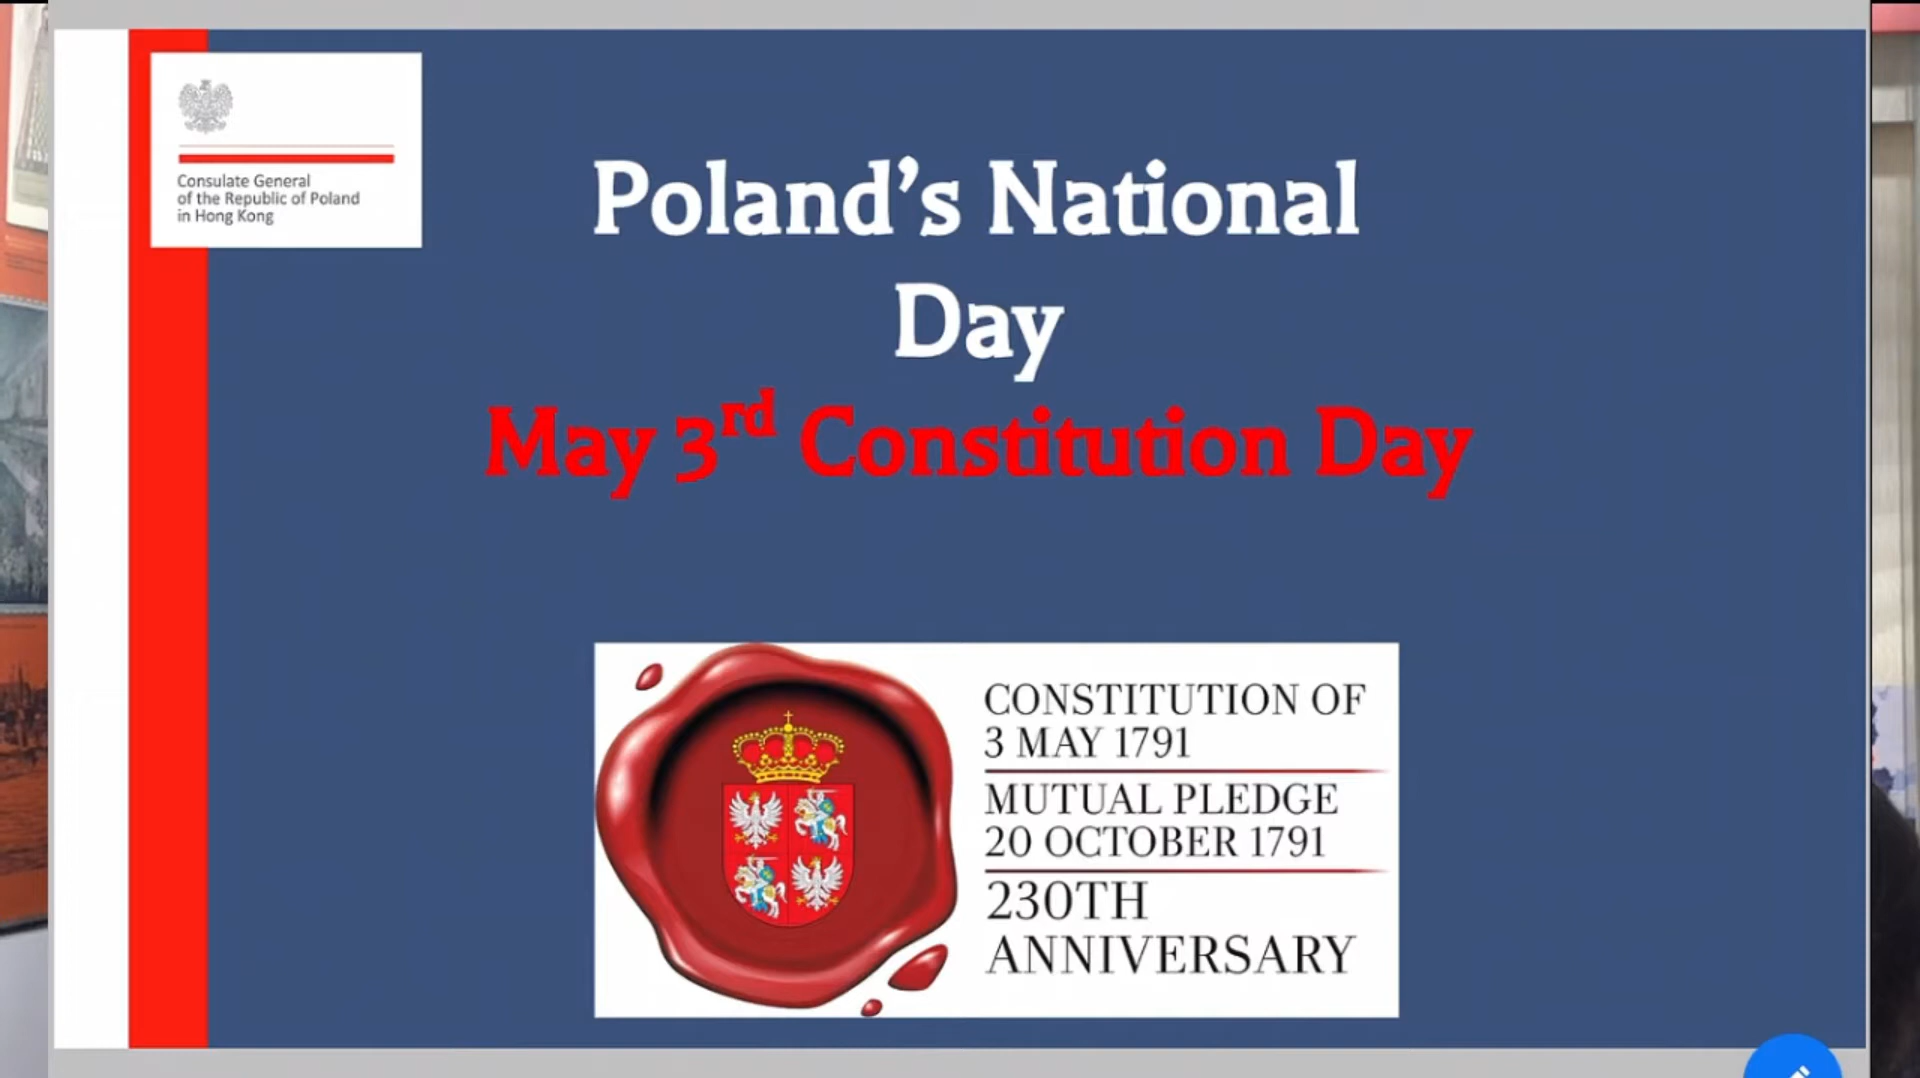 Consulate General
of the Republic of Poland
in Hong Kong
Poland's National
Day
May 3rd Constitution Day
CONSTITUTION OF
3 MAY 1791
MUTUAL PLEDGE
20 OCTOBER 1791
230TH
ANNIVERSARY